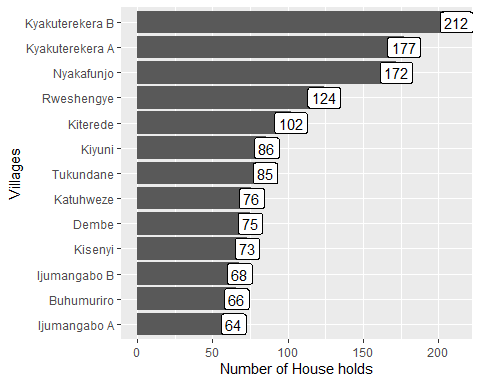 Kyakuterekera B 212
Kyakuterekera A 177
Nyakafunjo 172
Rweshengye 124
Kiterede 102
Kiyuni 86
Tukundane 85
Katuhweze 76
Dembe 75
Kisenyi 73
Ijumangabo B 68
Buhumuriro 66
Ijumangabo A 64
Villages
0 50 100 150 200
Number of House holds